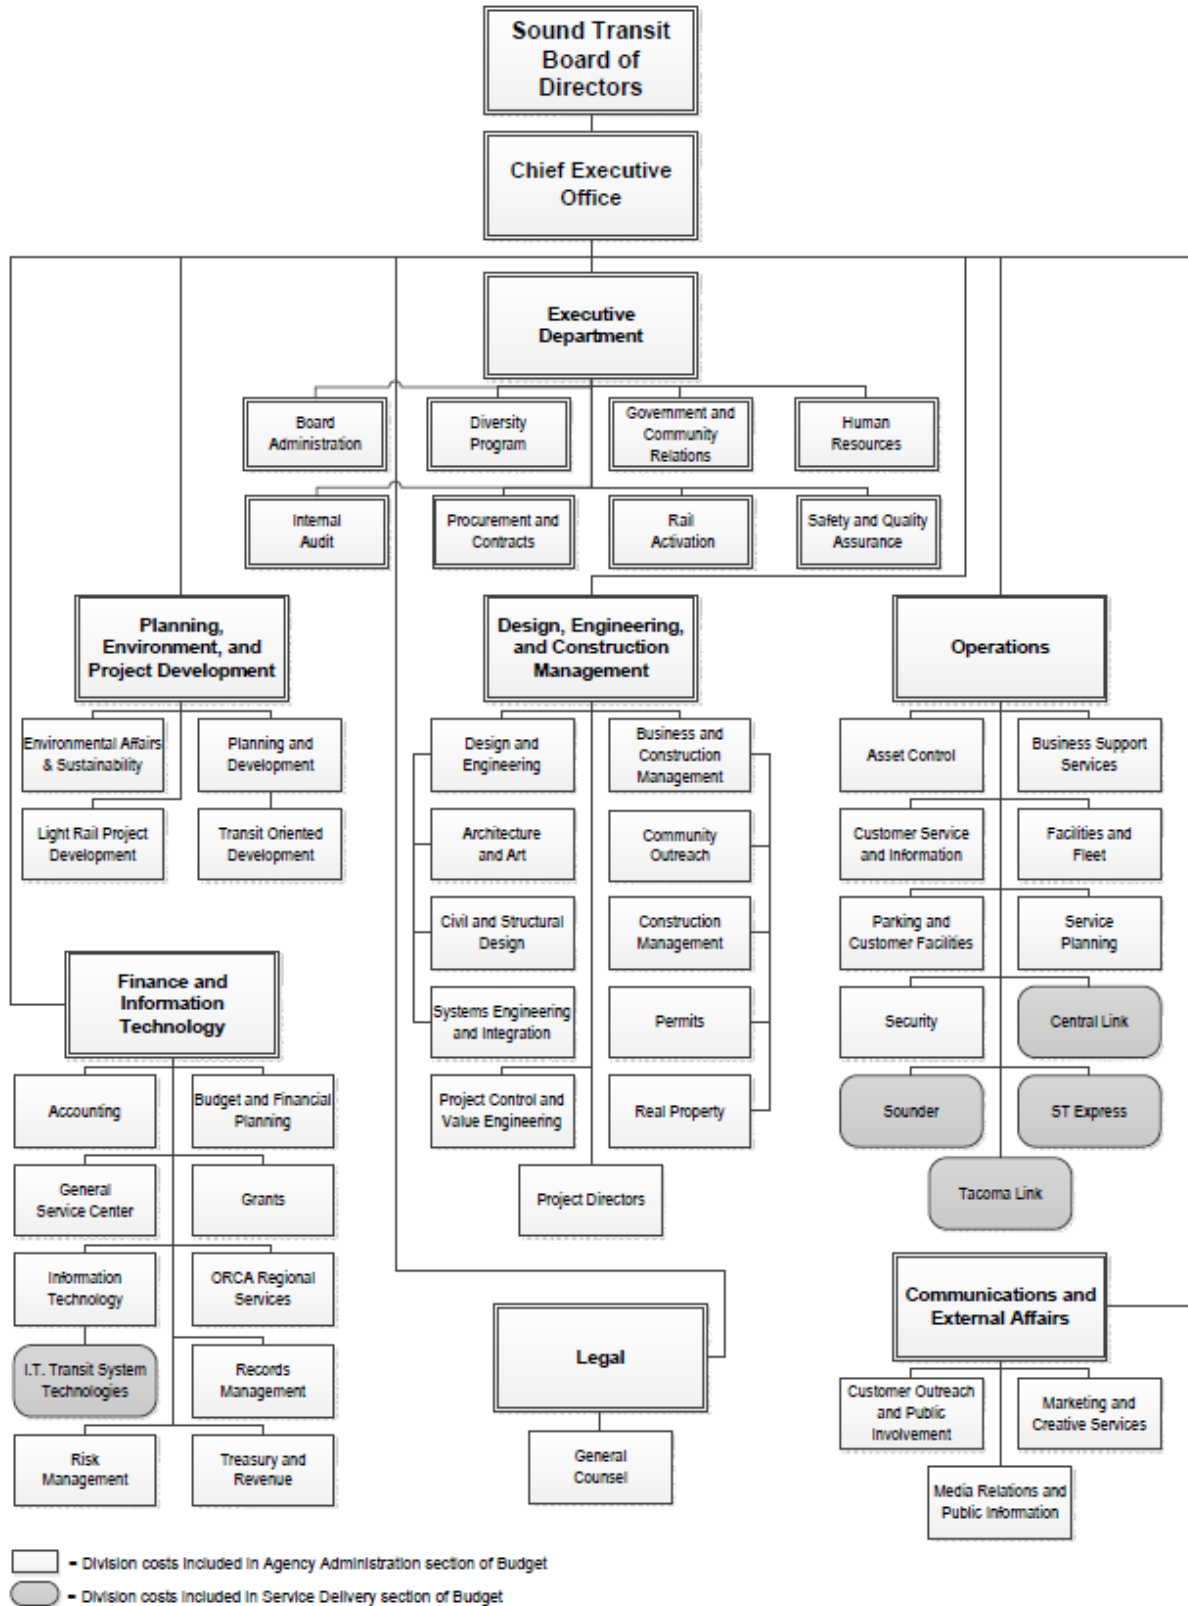 Sound Transit
Board of
Directors
Chief Executive
Office
Executive
Department
Board
Administration
Diversity
Program
Government and
Community
Relations
Human
Resources
Internal
Audit
Procurement and
Contracts
Rail
Activation
Safety and Quality
Assurance
Planning,
Environment, and
Project Development
Environmental Affairs
& Sustainability
Planning and
Development
Light Rail Project
Development
Transit Oriented
Development
Design, Engineering,
and Construction
Management
Design and
Engineering
Business and
Construction
Management
Architecture
and Art
Community
Outreach
Civil and Structural
Design
Construction
Management
Systems Engineering
and Integration
Permits
Project Control and
Value Engineering
Real Property
Project Directors
Operations
Asset Control
Business Support
Services
Customer Service
and Information
Facilities and
Fleet
Parking and
Customer Facilities
Service
Planning
Security
Central Link
Sounder
ST Express
Tacoma Link
Finance and
Information
Technology
Accounting
Budget and Financial
Planning
General
Service Center
Grants
Information
Technology
ORCA Regional
Services
I.T. Transit System
Technologies
Records
Management
Risk
Management
Treasury and
Revenue
Legal
General
Counsel
Communications and
External Affairs
Customer Outreach
and Public
Involvement
Marketing and
Creative Services
Media Relations and
Public Information
= Division costs included in Agency Administration section of Budget
= Division costs included in Service Delivery section of Budget